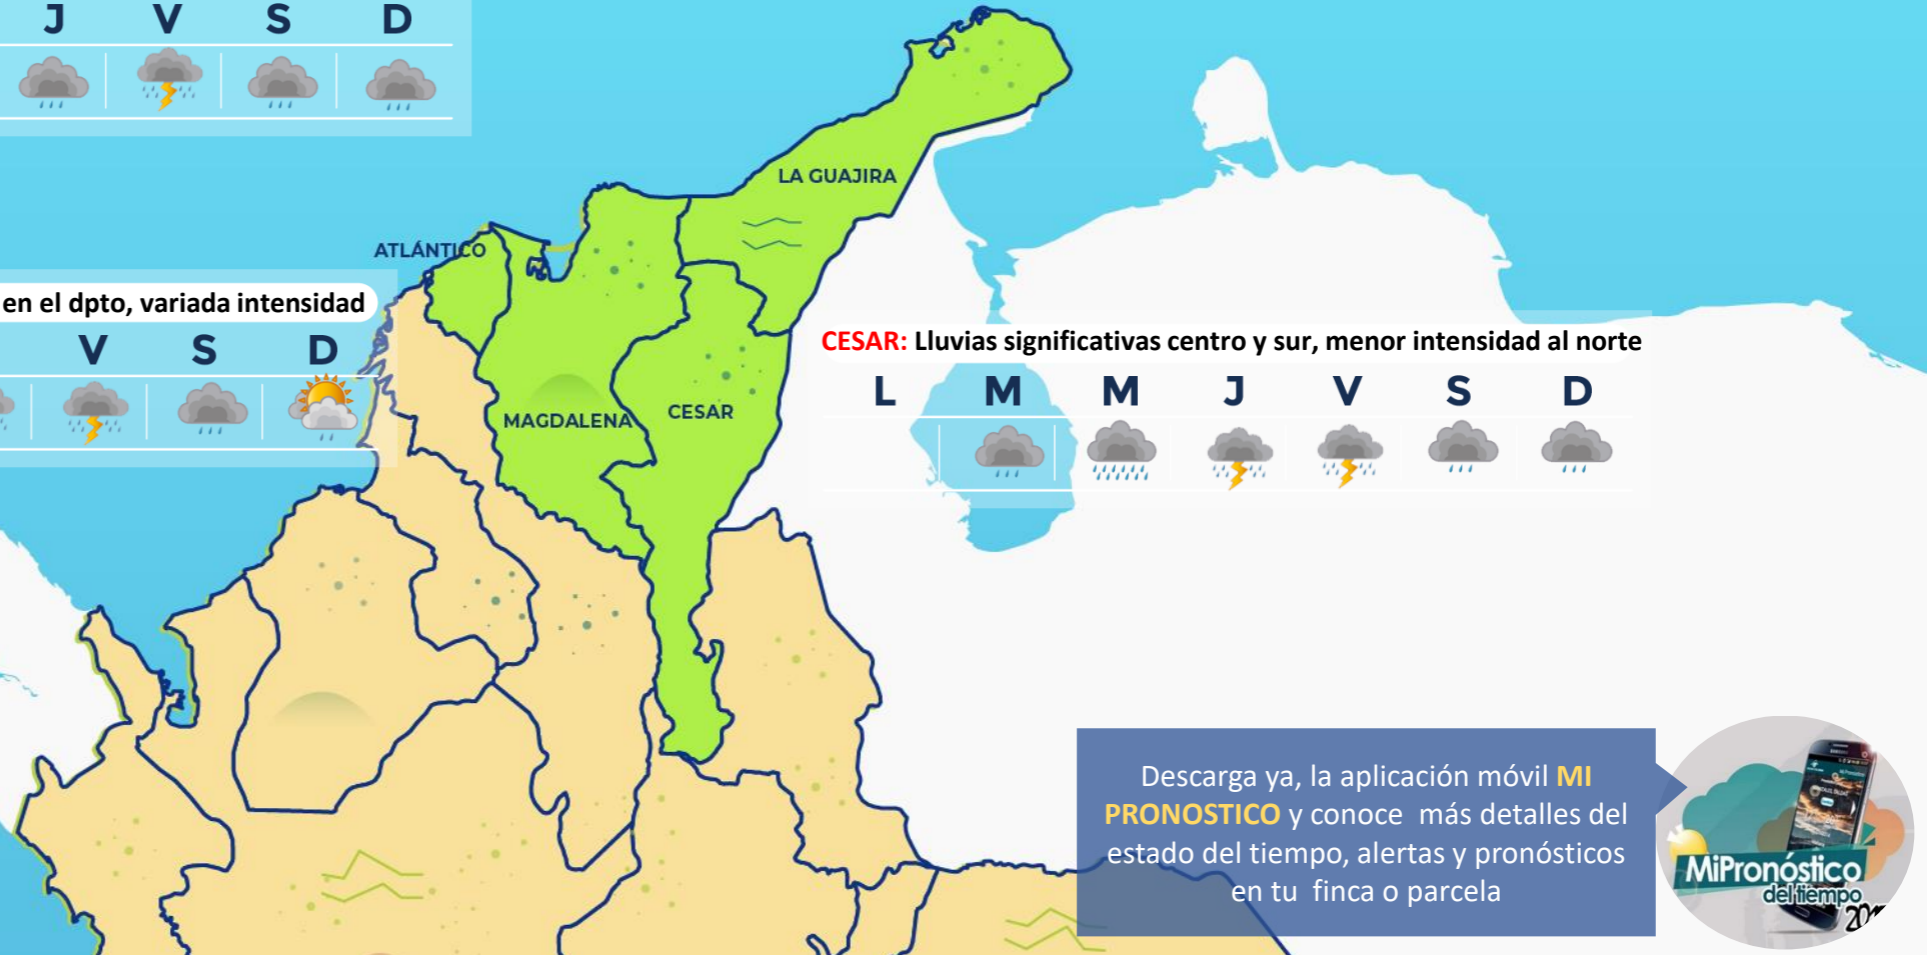 J V S D
LA GUAJIRA
ATLÁNTICO
en el dpto, variada intensidad
V S D
CESAR: Lluvias significativas centro y sur, menor intensidad al norte
L M M J V S D
MAGDALENA
CESAR
Descarga ya, la aplicación móvil MI
PRONOSTICO y conoce más detalles del
estado del tiempo, alertas y pronósticos
en tu finca o parcela
MiPronóstico
del tiempo